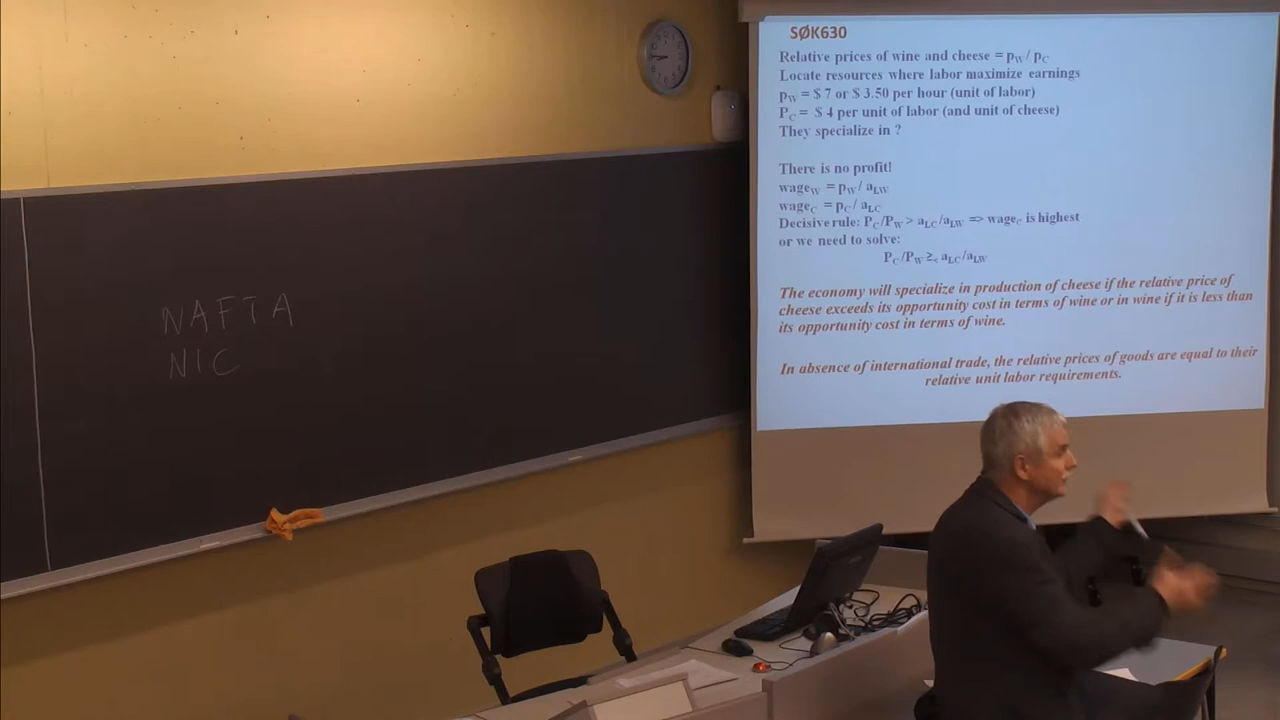 NAFTA
NIC
SØK630
Relative prices of wine and cheese = pW/ pC
Locate resources where labor maximize earnings
pW = $ 7 or $ 3.50 per hour (unit of labor)
PC = $ 4 per unit of labor (and unit of cheese)
They specialize in ?
There is no profit!
wageW = pW/ aLW
wageC = pC/ aLC
Decisive rule: PC/PW > aLC/aLW => wageC is highest
or we need to solve:
PC/PW ≥< aLC/aLW
The economy will specialize in production of cheese if the relative price of
cheese exceeds its opportunity cost in terms of wine or in wine if it is less than
its opportunity cost in terms of wine.
In absence of international trade, the relative prices of goods are equal to their
relative unit labor requirements.